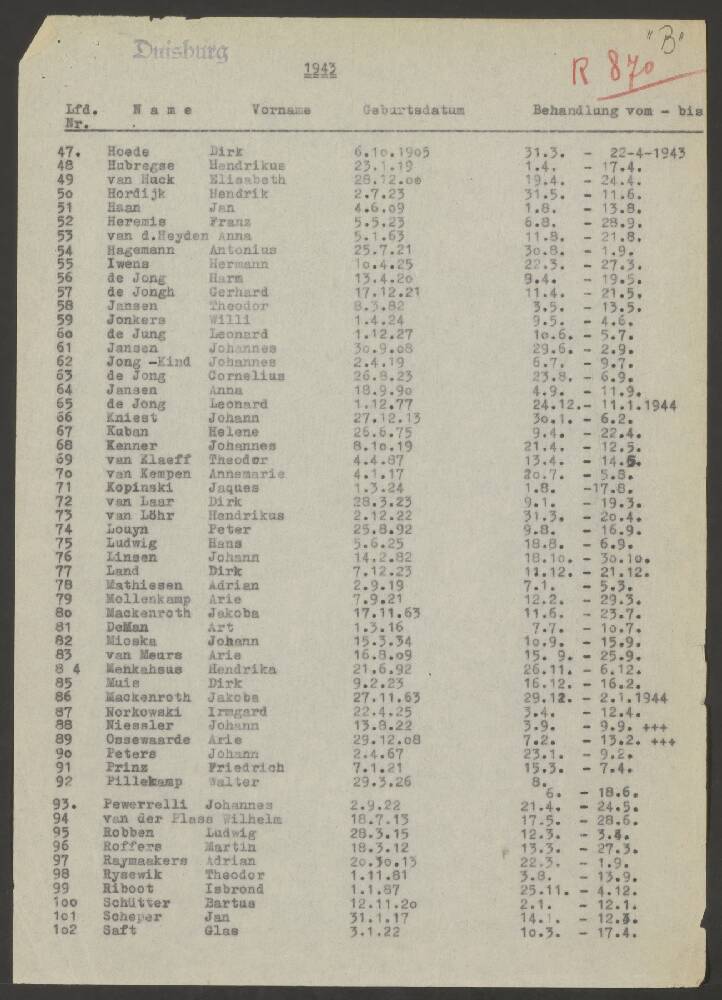 "B"
Duisburg
1943
R 870
Lfd. Name Vorname Geburtsdatum Behandlung vom - bis
Nr.
47. Hoede Dirk 6.1o.19o5 31.3. - 22-4-1943
48 Hubregse Hendrikus 23.1.19 1.4. - 17.4.
49 van Huck Elisabeth 28.12.oo 19.4. - 24.4.
5o Hordijk Hendrik 2.7.23 31.5. - 11.6.
51 Haan Jan 4.6.o9 1.8. - 13.8.
52 Heremis Franz 5.5.23 6.8. - 28.9.
53 van d.Heyden Anna 5.1.63 11.8. - 21.8.
54 Hagemann Antonius 25.7.21 3o.8. - 1.9.
55 Iwens Hermann 1o.4.25 22.3. - 27.3.
56 de Jong Harm 13.4.2o 9.4. - 19.5.
57 de Jongh Gerhard 17.12.21 11.4. - 21.5.
58 Jansen Theodor 8.3.82 3.5. - 13.5.
59 Jonkers Willi 1.4.24 9.5. - 4.6.
6o de Jung Leonard 1.12.27 1o.6. - 5.7.
61 Jansen Johannes 3o.9.o8 29.6. - 2.9.
62 Jong -Kind Johannes 2.4.19 6.7. - 9.7.
63 de Jong Cornelius 26.8.23 23.8. - 6.9.
64 Jansen Anna 18.9.9o 4.9. - 11.9.
65 de Jong Leonard 1.12.77 24.12.- 11.1.1944
66 Kniest Johann 27.12.13 3o.1. - 6.2.
67 Kuban Helene 26.6.75 9.4. - 22.4.
68 Kenner Johannes 8.1o.19 21.4. - 12.5.
69 van Klaeff Theodor 4.4.87 13.4. - 14.6.
7o van Kempen Annemarie 4.1.17 2o.7. - 5.8.
71 Kopinski Jaques 1.3.24 1.8. -17.8.
72 van Laar Dirk 28.3.23 9.1. - 19.3.
73 van Löhr Hendrikus 2.12.22 31.3. - 2o.4.
74 Louyn Peter 25.8.92 9.8. - 16.9.
75 Ludwig Hans 5.6.25 18.8. - 6.9.
76 Linsen Johann 14.2.82 18.1o. - 3o.1o.
77 Land Dirk 7.12.23 11.12. - 21.12.
78 Mathiesen Adrian 2.9.19 7.1. - 5.3.
79 Mollenkamp Arie 7.9.21 12.2. - 29.3.
8o Mackenroth Jakoba 17.11.63 11.6. - 23.7.
81 DeMan Art 1.3.16 7.7. - 1o.7.
82 Mioska Johann 15.3.34 1o.9. - 15.9.
83 van Meurs Arie 16.8.o9 15. 9. - 25.9.
8 4 Menkahsus Hendrika 21.6.92 26.11. - 6.12.
85 Muis Dirk 9.2.23 16.12. - 16.2.
86 Mackenroth Jakoba 27.11.63 29.12. - 2.1.1944
87 Norkowski Irmgard 22.4.25 3.4. - 12.4.
88 Niessler Johann 13.8.22 3.9. - 9.9. +++
89 Ossewaarde Arie 29.12.o8 7.2. - 13.2. +++
9o Peters Johann 2.4.67 23.1. - 9.2.
91 Prinz Friedrich 7.1.21 15.3. - 7.4.
92 Pillekamp Walter 29.3.26 8.
6. - 18.6.
93. Pewerrelli Johannes 2.9.22 21.4. - 24.5.
94 van der Plass Wilhelm 18.7.13 17.5. - 28.6.
95 Robben Ludwig 28.3.15 12.3. - 3.4.
96 Roffers Martin 18.3.12 13.3. - 27.3.
97 Raymaakers Adrian 2o.3o.13 22.3. - 1.9.
98 Rysewik Theodor 1.11.81 3.8. - 13.9.
99 Riboot Isbrond 1.1.87 25.11. - 4.12.
1oo Schütter Bartus 12.11.2o 2.1. - 12.1.
1o1 Scheper Jan 31.1.17 14.1. - 12.3.
1o2 Saft Glas 3.1.22 1o.3. - 17.4.